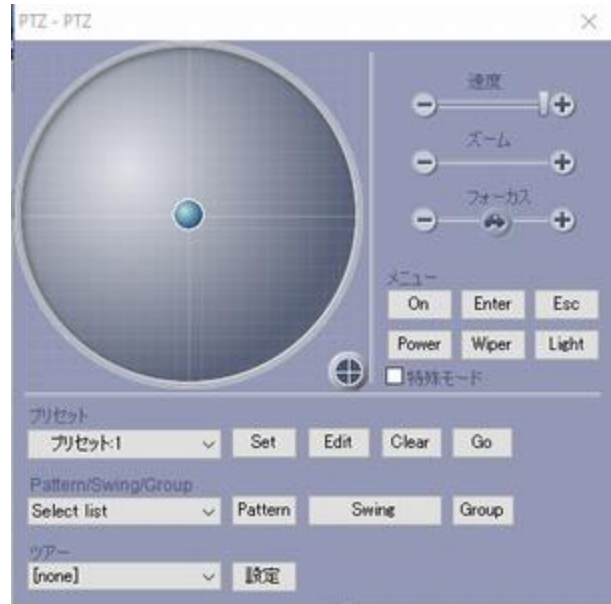 PTZ - PTZ
速度
ズーム
フォーカス
メニュー
On Enter Esc
Power Wiper Light
特殊モード
プリセット
プリセット:1 Set Edit Clear Go
Pattern/Swing/Group
Select list Pattern Swing Group
ツアー
[none] 設定